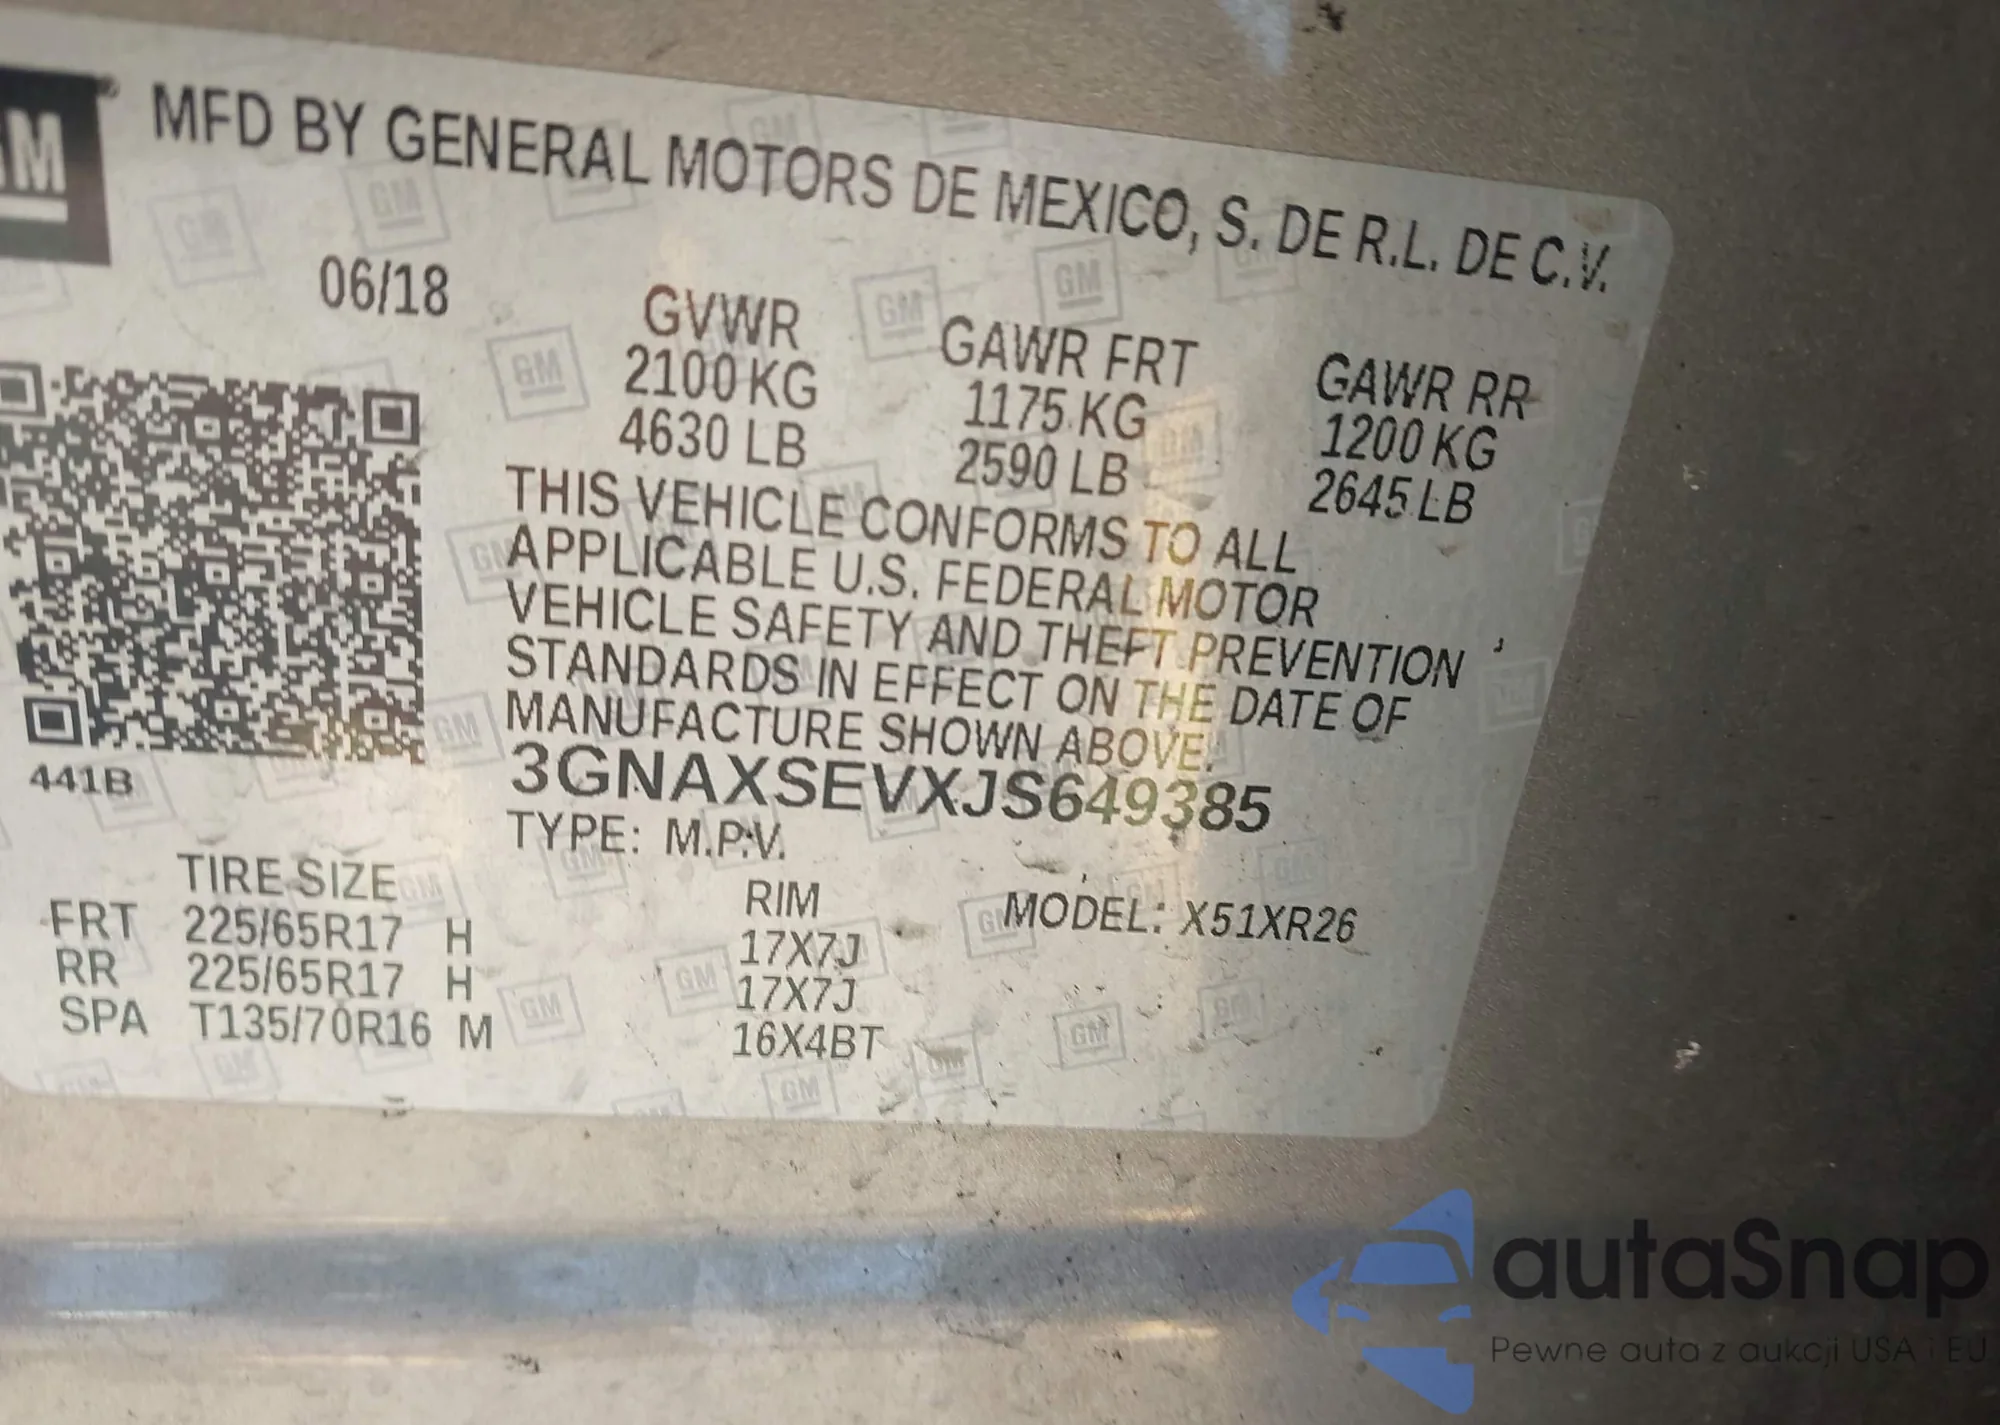 GM
MFD BY GENERAL MOTORS DE MEXICO, S. DE R.L. DE C.V.
06/18
GVWR GAWR FRT GAWR RR
2100 KG 1175 KG 1200 KG
4630 LB 2590 LB 2645 LB
THIS VEHICLE CONFORMS TO ALL
APPLICABLE U.S. FEDERAL MOTOR
VEHICLE SAFETY AND THEFT PREVENTION
STANDARDS IN EFFECT ON THE DATE OF
MANUFACTURE SHOWN ABOVE.
3GNAXSEVXJS649385
441B
TYPE: M.P.V.
TIRE SIZE RIM MODEL: X51XR26
FRT 225/65R17 H 17X7J
RR 225/65R17 H 17X7J
SPA T135/70R16 M 16X4BT
autaSnap
Pewne auta z aukcji USA i EU